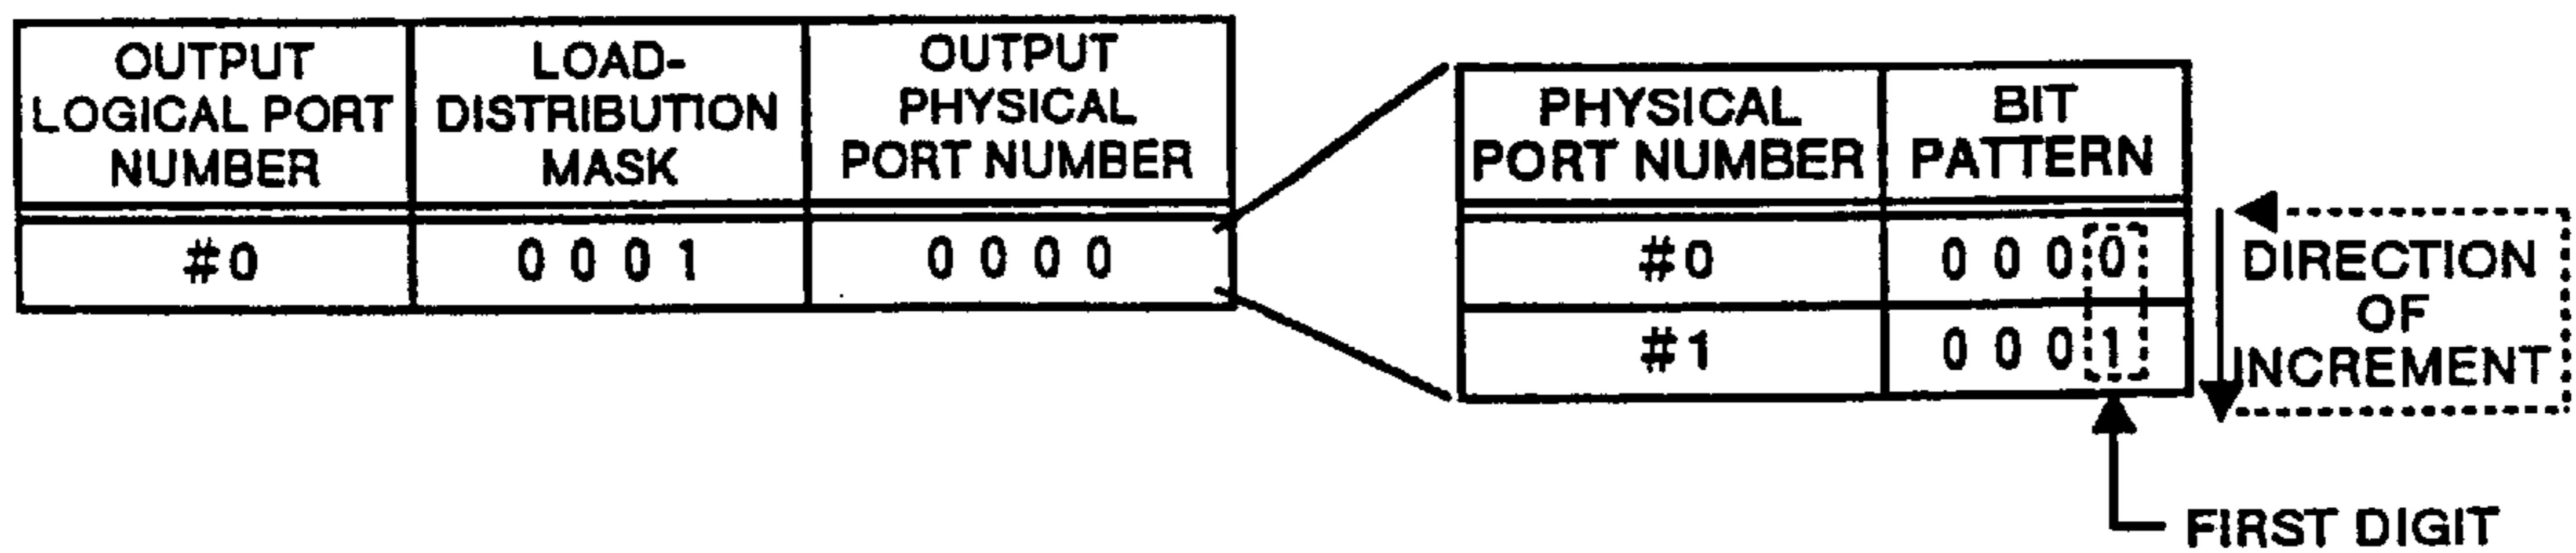 OUTPUT
LOGICAL PORT
NUMBER
LOAD-
DISTRIBUTION
MASK
OUTPUT
PHYSICAL
PORT NUMBER
#0
0 0 0 1
0 0 0 0
PHYSICAL
PORT NUMBER
BIT
PATTERN
#0
0 0 0 0
#1
0 0 0 1
DIRECTION
OF
INCREMENT
FIRST DIGIT